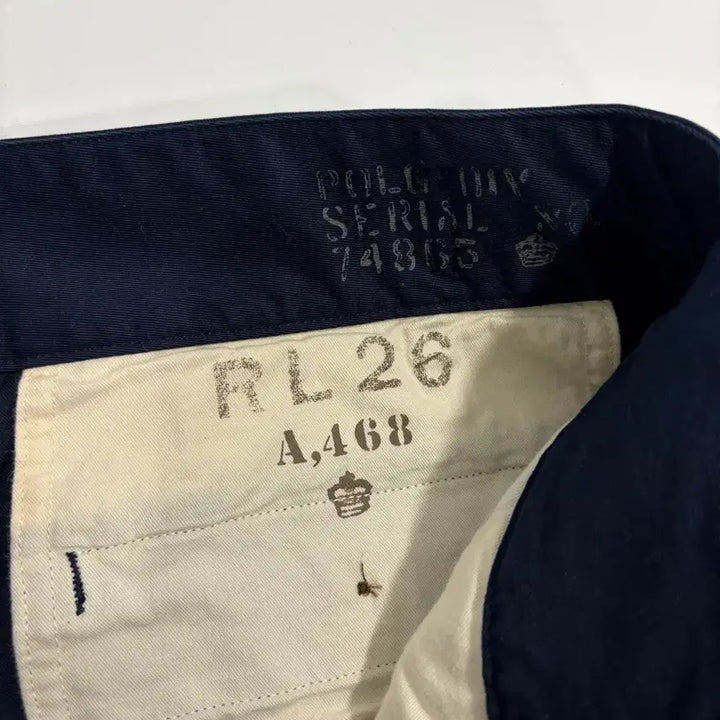 POLO DIV
SERIAL NO.
74865
RL 26
A,468